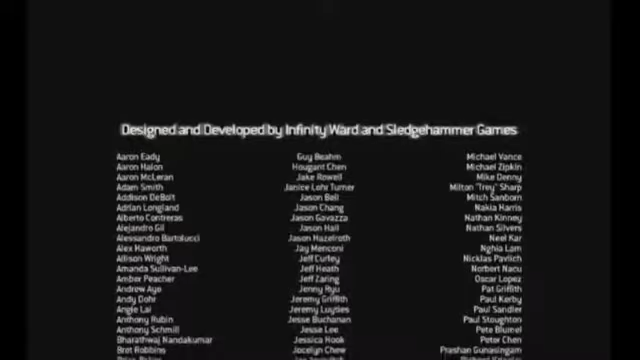 Designed and Developed by Infinity Ward and Sledgehammer Games
Aaron Eady Guy Beahm Michael Vance
Aaron Halon Hougant Chen Michael Zipkin
Aaron McLeran Jake Rowell Mike Denny
Adam Smith Janice Lohr Turner Milton "Trey" Sharp
Addison DeBolt Jason Bell Mitch Sanborn
Adrian Longland Jason Chang Nakia Harris
Alberto Contreras Jason Gavazza Nathan Kinney
Alejandro Gil Jason Hail Nathan Silvers
Alessandro Bartolucci Jason Hazelroth Neel Kar
Alex Haworth Jay Menconi Nghia Lam
Allison Wright Jeff Curley Nicklas Pavlich
Amanda Sullivan-Lee Jeff Heath Norbert Nacu
Amber Peacher Jeff Zaring Oscar Lopez
Andrew Ayo Jenny Ryu Pat Griffith
Andy Dohr Jeremy Griffith Paul Kerby
Angie Lai Jeremy Luyties Paul Sandler
Anthony Rubin Jesse Buchanan Paul Stoughton
Anthony Schmill Jesse Lee Pete Blumel
Bharathwaj Nandakumar Jessica Hook Peter Chen
Bret Robbins Jocelyn Chew Prashan Gunasingam